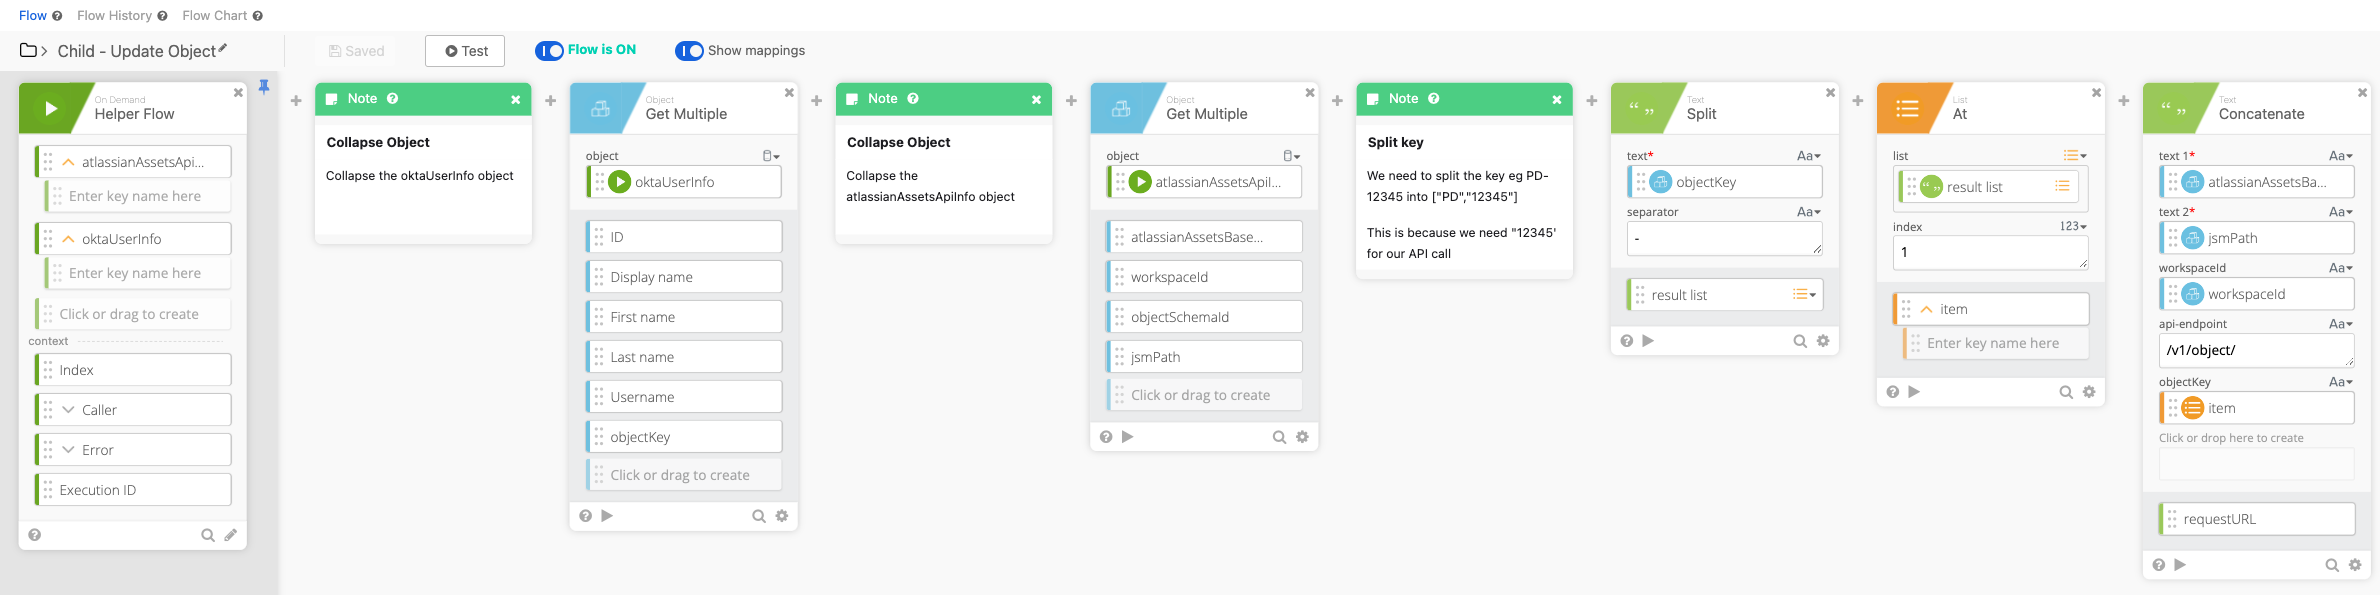 Flow
Flow History
Flow Chart
Child - Update Object
Saved
Test
Flow is ON
Show mappings
On Demand
Helper Flow
atlassianAssetsApi...
Enter key name here
oktaUserInfo
Enter key name here
Click or drag to create
context
Index
Caller
Error
Execution ID
Note
Collapse Object
Collapse the oktaUserInfo object
Object
Get Multiple
object
oktaUserInfo
ID
Display name
First name
Last name
Username
objectKey
Click or drag to create
Note
Collapse Object
Collapse the
atlassianAssetsApiInfo object
Object
Get Multiple
object
atlassianAssetsApiI...
atlassianAssetsBase...
workspaceId
objectSchemaId
jsmPath
Click or drag to create
Note
Split key
We need to split the key eg PD-
12345 into ["PD","12345"]
This is because we need "12345'
for our API call
Text
Split
text* Aa
objectKey
separator Aa
-
result list
List
At
list
result list
index 123
1
item
Enter key name here
Text
Concatenate
text 1* Aa
atlassianAssetsBa...
text 2* Aa
jsmPath
workspaceId Aa
workspaceId
api-endpoint Aa
/v1/object/
objectKey Aa
item
Click or drop here to create
requestURL